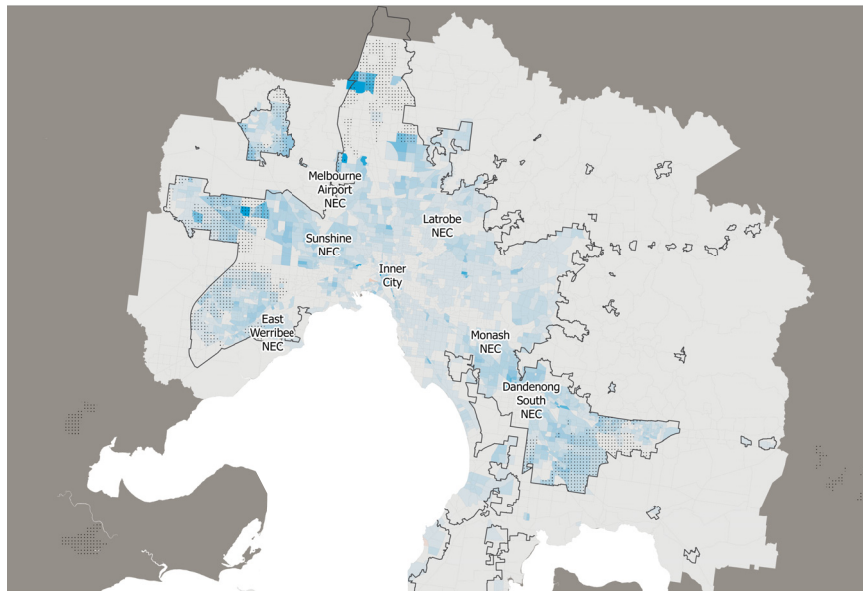 Melbourne
Airport
NEC
Latrobe
NEC
Sunshine
NEC
Inner
City
East
Werribee
NEC
Monash
NEC
Dandenong
South
NEC